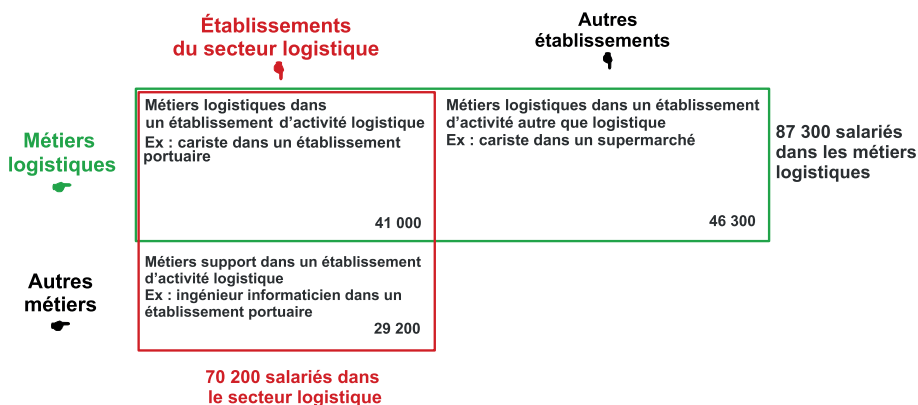 Établissements
du secteur logistique
Autres
établissements
Métiers
logistiques
Métiers logistiques dans
un établissement d’activité logistique
Ex : cariste dans un établissement
portuaire
41 000
Métiers logistiques dans un établissement
d’activité autre que logistique
Ex : cariste dans un supermarché
46 300
87 300 salariés
dans les métiers
logistiques
Autres
métiers
Métiers support dans un établissement
d’activité logistique
Ex : ingénieur informaticien dans un
établissement portuaire
29 200
70 200 salariés dans
le secteur logistique